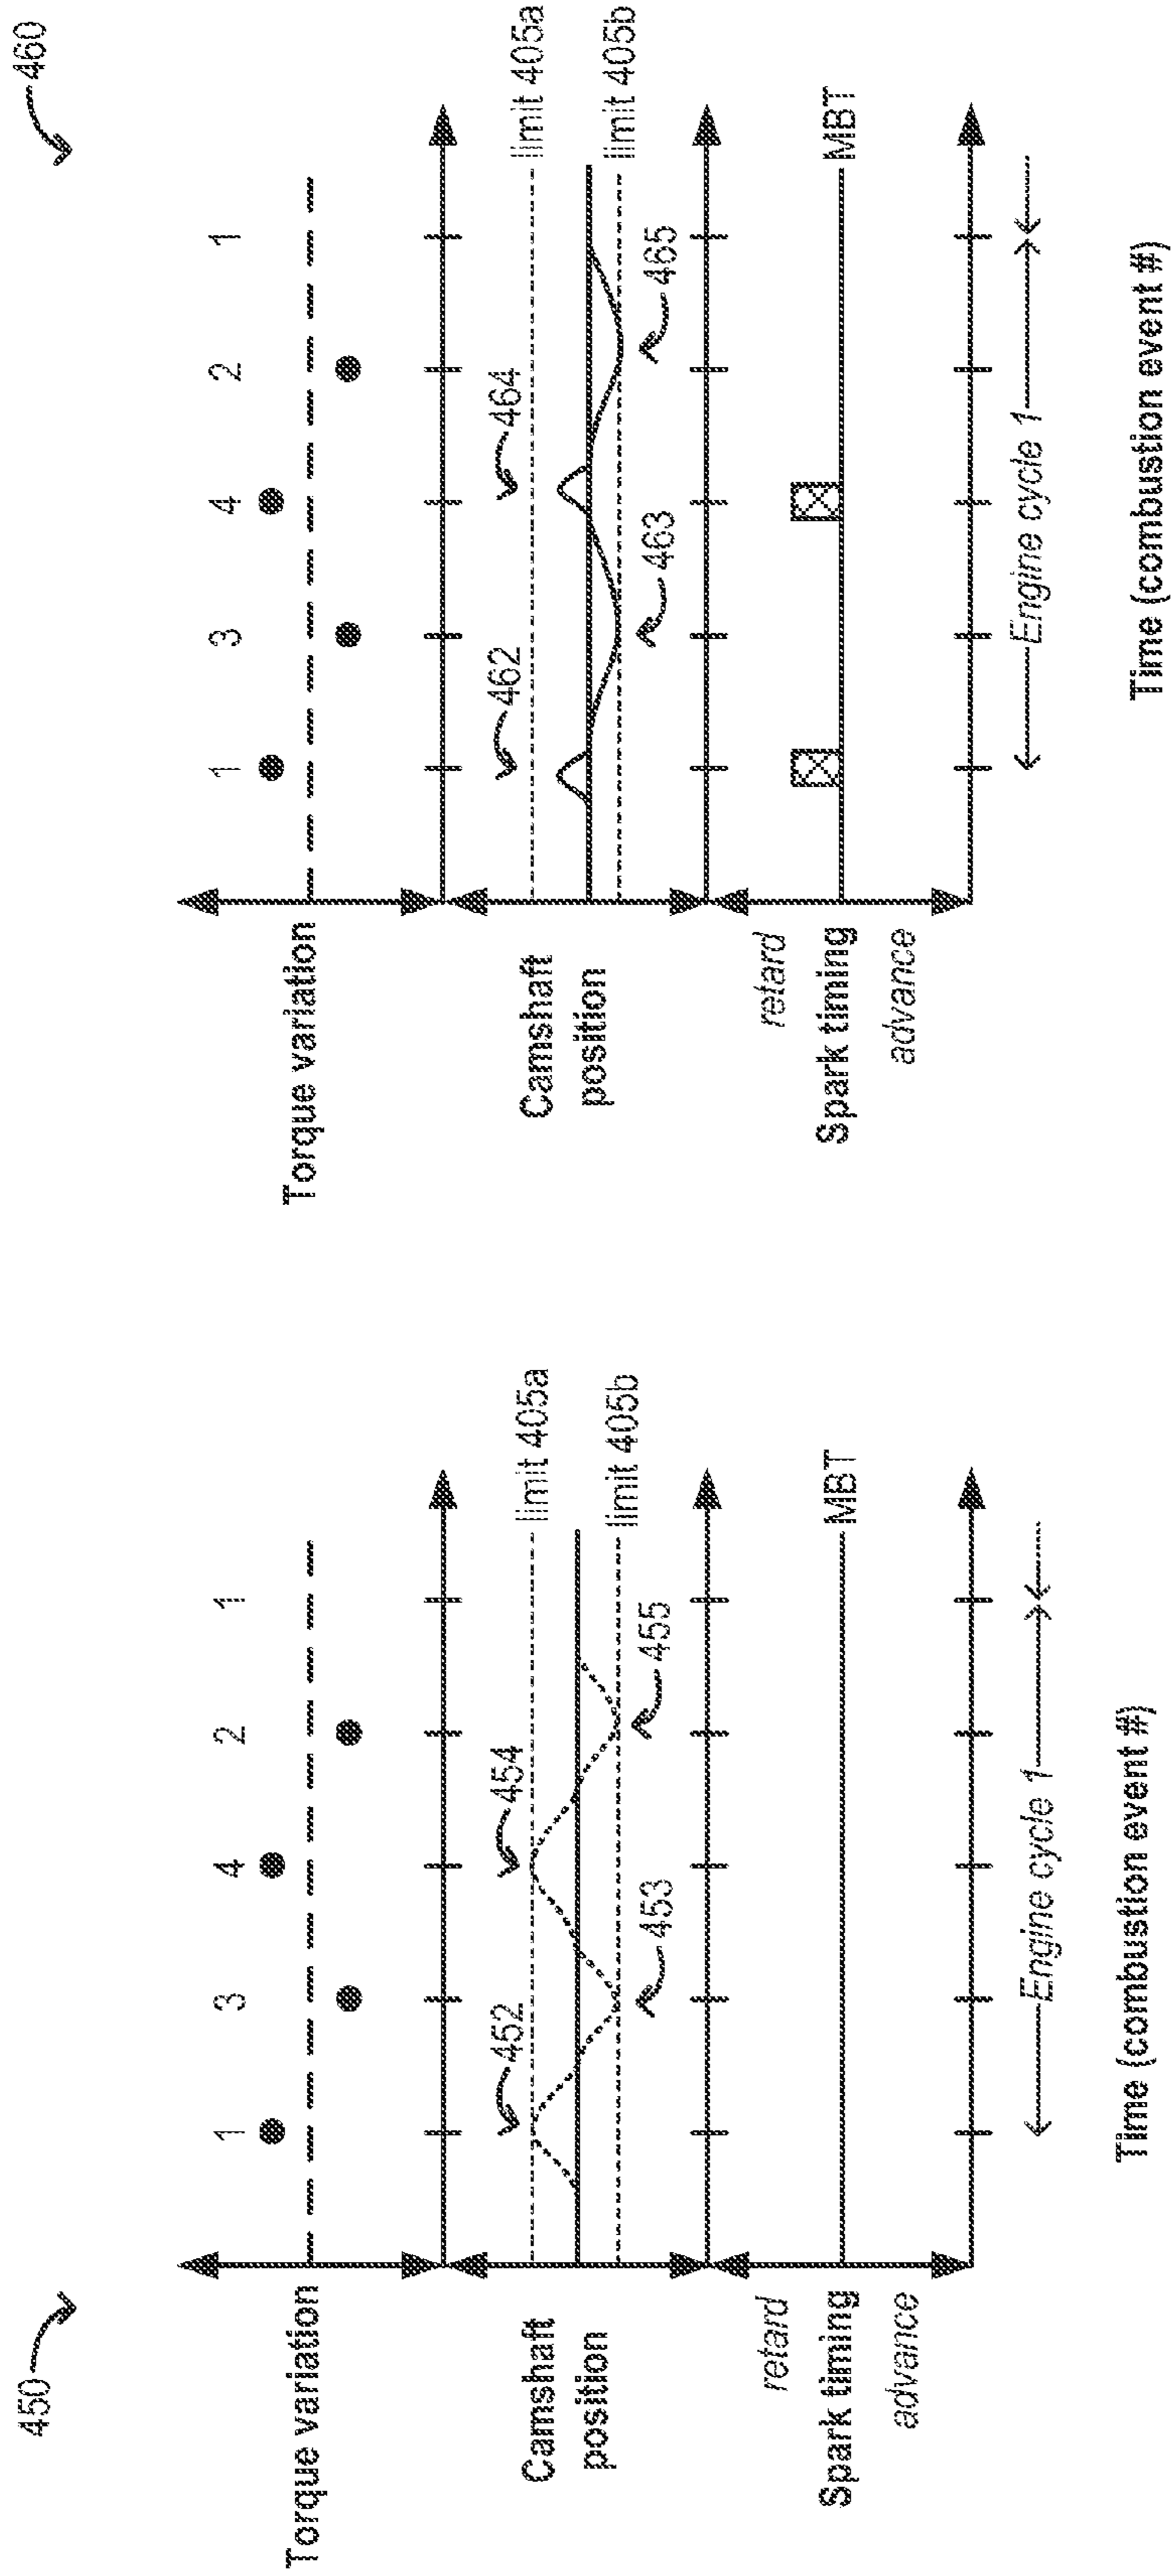 450
1 3 4 2 1
Torque variation
452 454
limit 405a
Camshaft
position
limit 405b
453 455
retard
Spark timing
MBT
advance
Engine cycle 1
Time (combustion event #)
460
1 3 4 2 1
Torque variation
462 464
limit 405a
Camshaft
position
limit 405b
463 465
retard
Spark timing
MBT
advance
Engine cycle 1
Time (combustion event #)